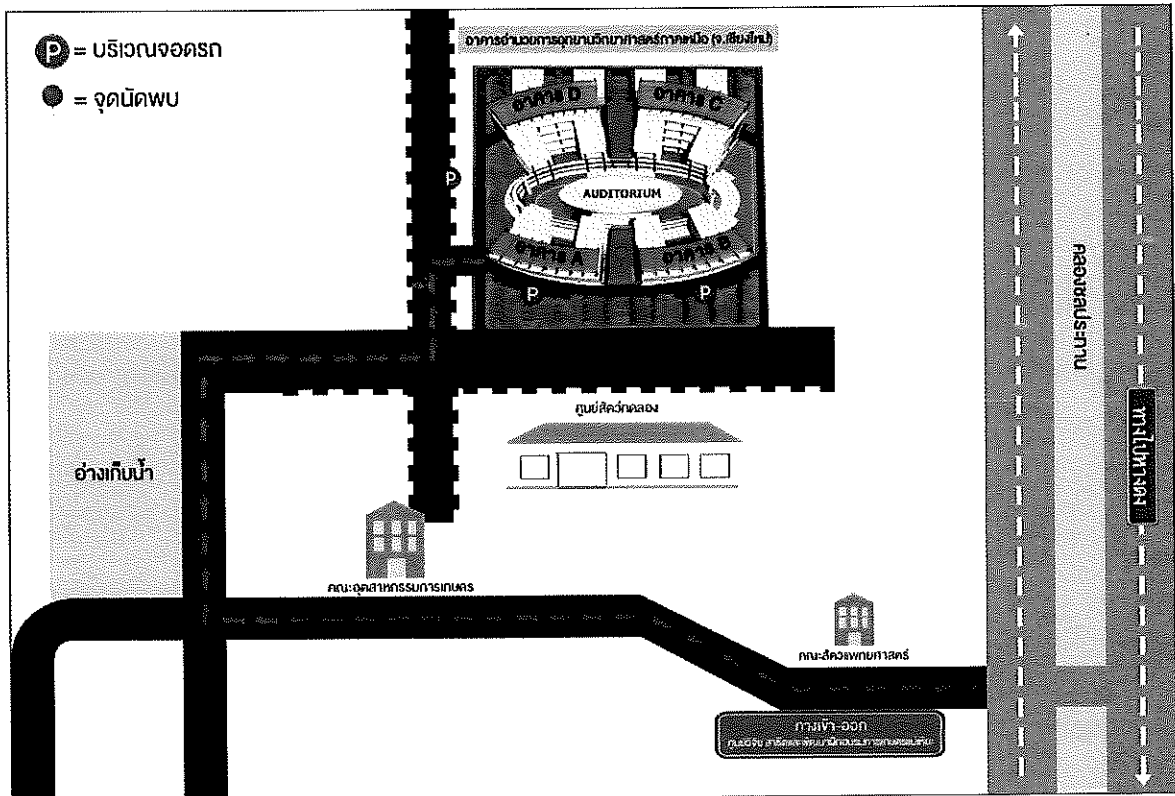 P = บริเวณจอดรถ
= จุดนัดพบ
อาคารอำนวยการอุทยานวิทยาศาสตร์ภาคเหนือ (จ.เชียงใหม่)
อาคาร D
อาคาร C
P
AUDITORIUM
อาคาร A
อาคาร B
P
P
คลองชลประทาน
ศูนย์สัตว์ทดลอง
ทางไปหางดง
อ่างเก็บน้ำ
คณะอุตสาหกรรมการเกษตร
คณะสัตวแพทยศาสตร์
ทางเข้า-ออก